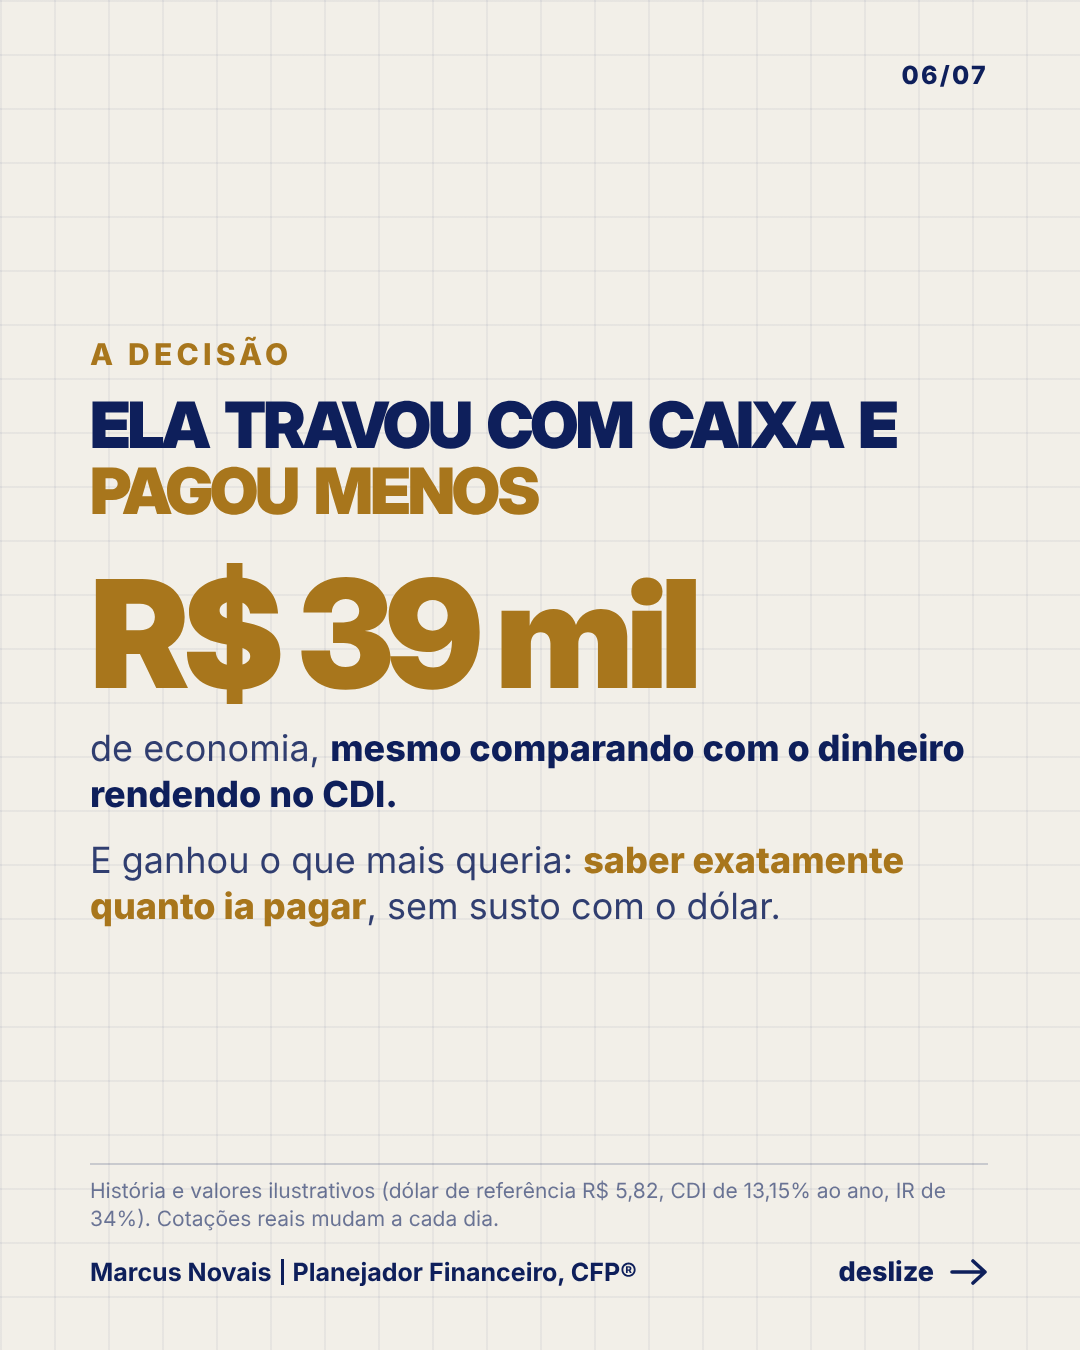 06/07
A DECISÃO
ELA TRAVOU COM CAIXA E
PAGOU MENOS
R$ 39 mil
de economia, mesmo comparando com o dinheiro
rendendo no CDI.
E ganhou o que mais queria: saber exatamente
quanto ia pagar, sem susto com o dólar.
História e valores ilustrativos (dólar de referência R$ 5,82, CDI de 13,15% ao ano, IR de
34%). Cotações reais mudam a cada dia.
Marcus Novais | Planejador Financeiro, CFP®
deslize →